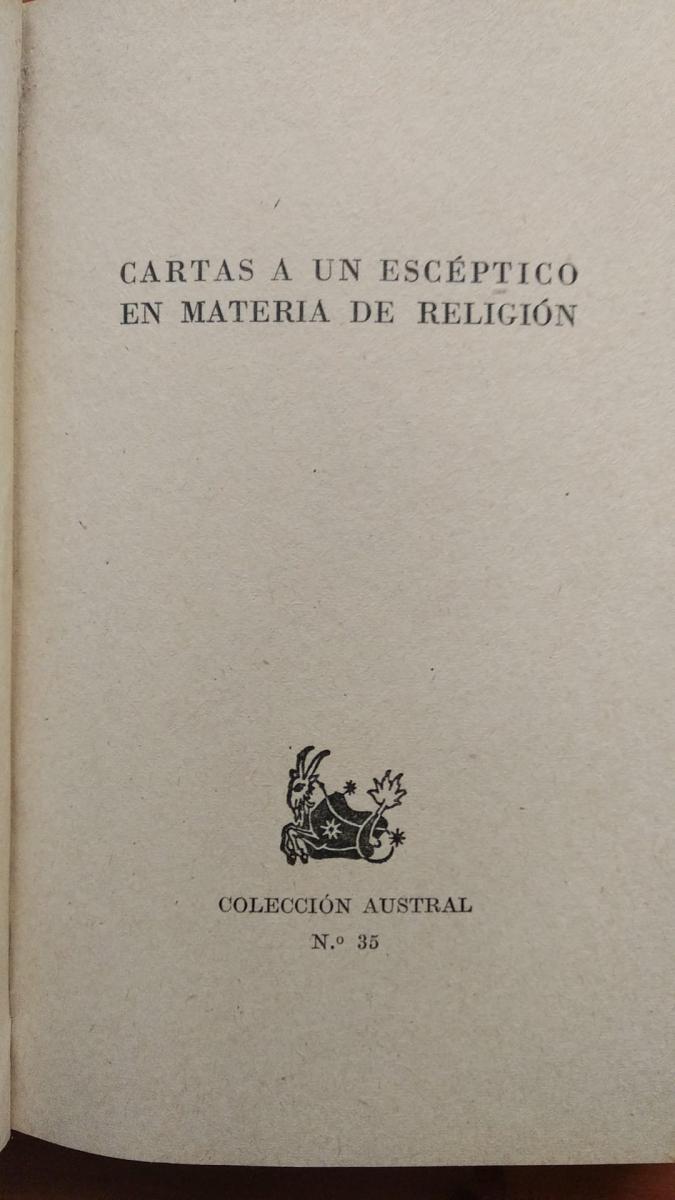 CARTAS A UN ESCÉPTICO
EN MATERIA DE RELIGIÓN
COLECCIÓN AUSTRAL
N.º 35